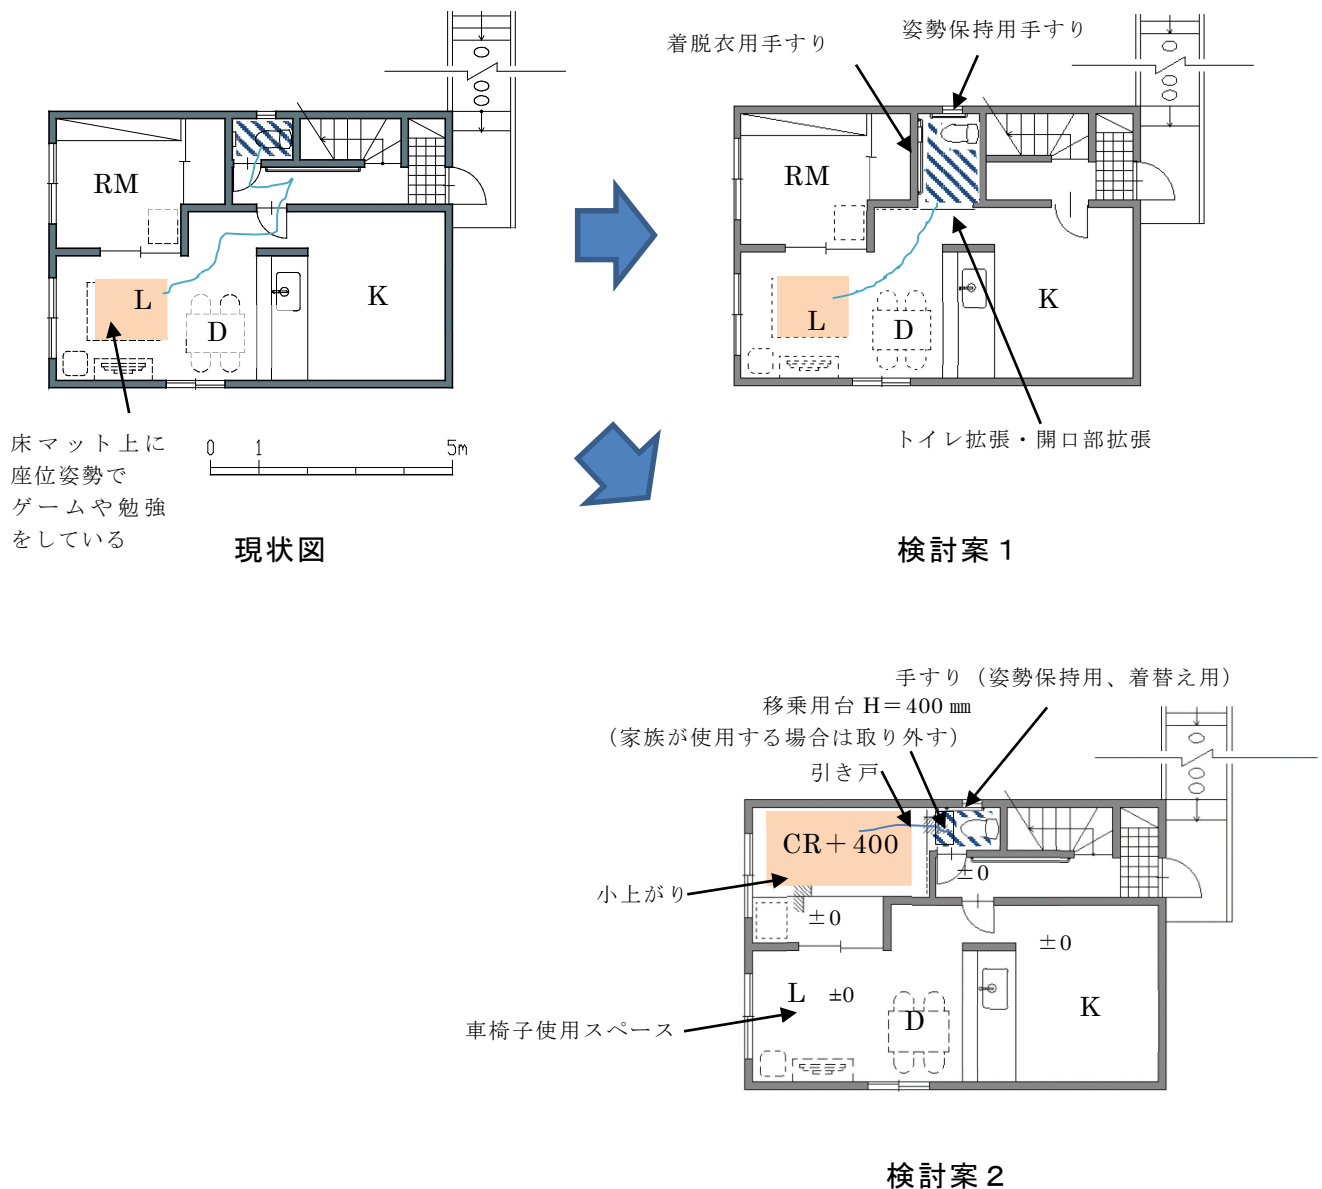 RM
L
D
K
床マット上に
座位姿勢で
ゲームや勉強
をしている
0 1 5m
現状図
着脱衣用手すり
姿勢保持用手すり
RM
L
D
K
トイレ拡張・開口部拡張
検討案1
手すり（姿勢保持用、着替え用）
移乗用台 H＝400 ㎜
（家族が使用する場合は取り外す）
引き戸
CR＋400
±0
小上がり
±0
±0
L ±0
D
K
車椅子使用スペース
検討案2